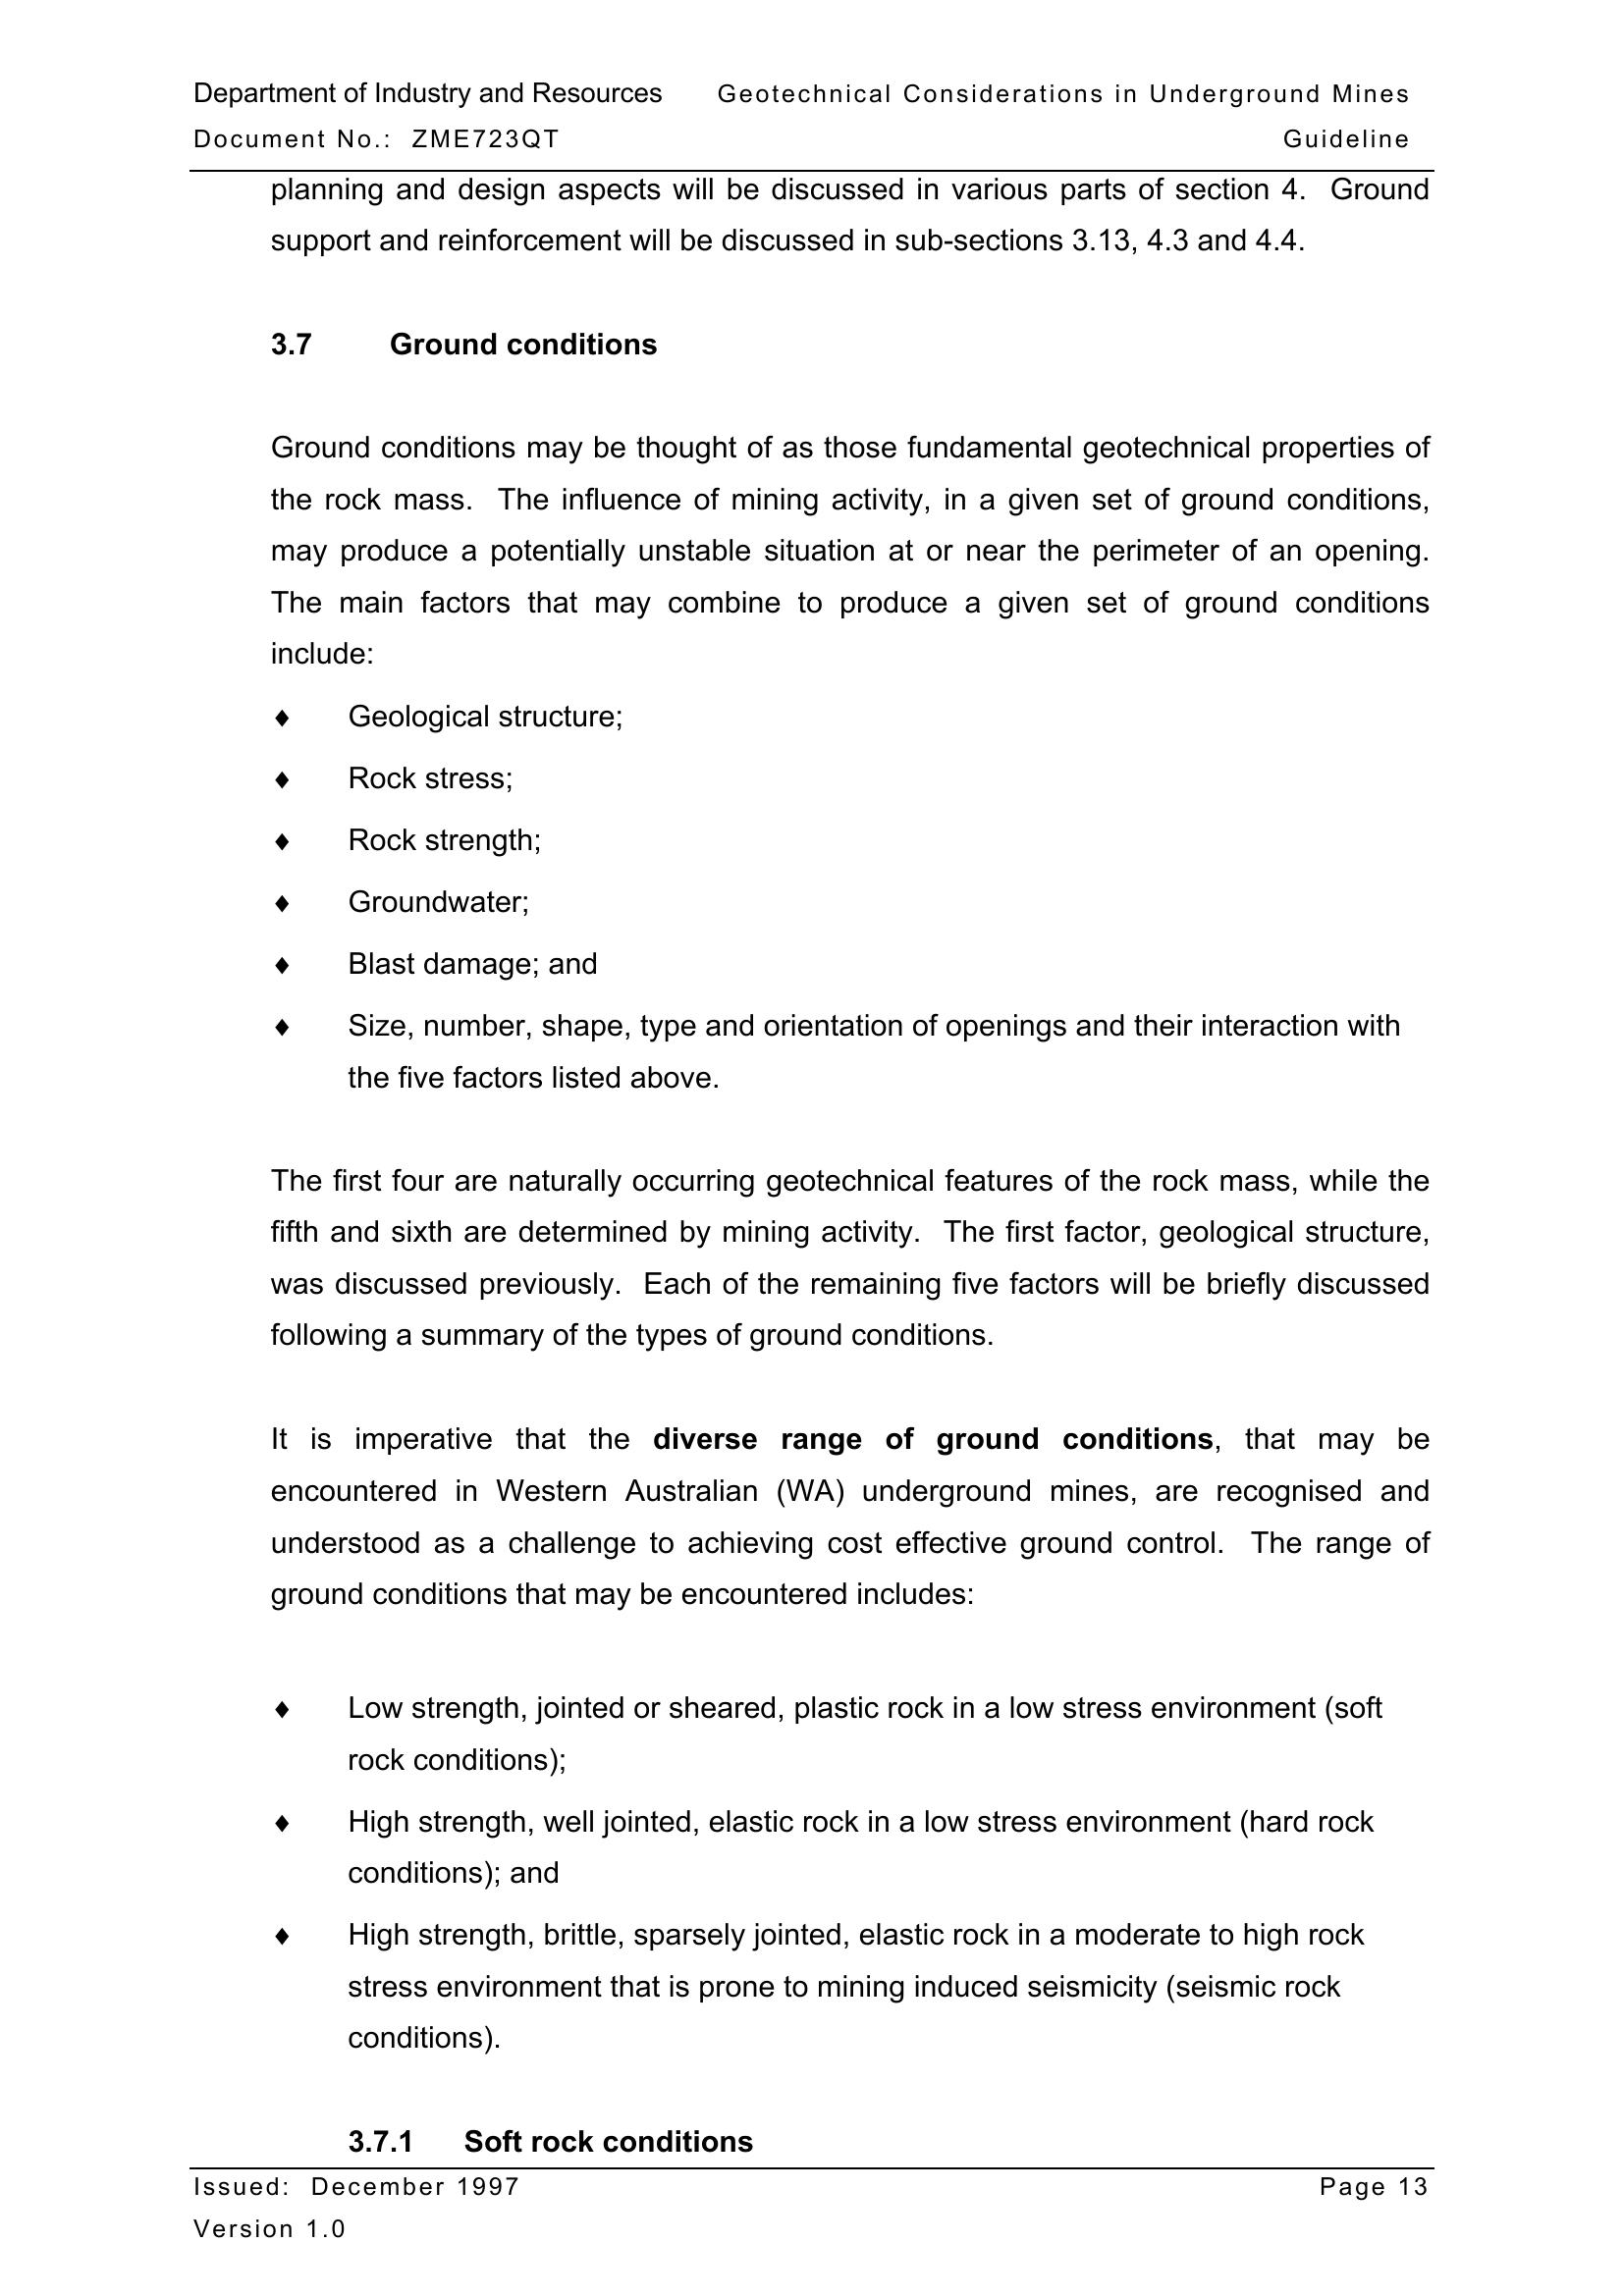 Department of Industry and Resources Geotechnical Considerations in Underground Mines
Document No.: ZME723QT Guideline
planning and design aspects will be discussed in various parts of section 4. Ground
support and reinforcement will be discussed in sub-sections 3.13, 4.3 and 4.4.
3.7 Ground conditions
Ground conditions may be thought of as those fundamental geotechnical properties of
the rock mass. The influence of mining activity, in a given set of ground conditions,
may produce a potentially unstable situation at or near the perimeter of an opening.
The main factors that may combine to produce a given set of ground conditions
include:
♦ Geological structure;
♦ Rock stress;
♦ Rock strength;
♦ Groundwater;
♦ Blast damage; and
♦ Size, number, shape, type and orientation of openings and their interaction with
the five factors listed above.
The first four are naturally occurring geotechnical features of the rock mass, while the
fifth and sixth are determined by mining activity. The first factor, geological structure,
was discussed previously. Each of the remaining five factors will be briefly discussed
following a summary of the types of ground conditions.
It is imperative that the diverse range of ground conditions, that may be
encountered in Western Australian (WA) underground mines, are recognised and
understood as a challenge to achieving cost effective ground control. The range of
ground conditions that may be encountered includes:
♦ Low strength, jointed or sheared, plastic rock in a low stress environment (soft
rock conditions);
♦ High strength, well jointed, elastic rock in a low stress environment (hard rock
conditions); and
♦ High strength, brittle, sparsely jointed, elastic rock in a moderate to high rock
stress environment that is prone to mining induced seismicity (seismic rock
conditions).
3.7.1 Soft rock conditions
Issued: December 1997 Page 13
Version 1.0